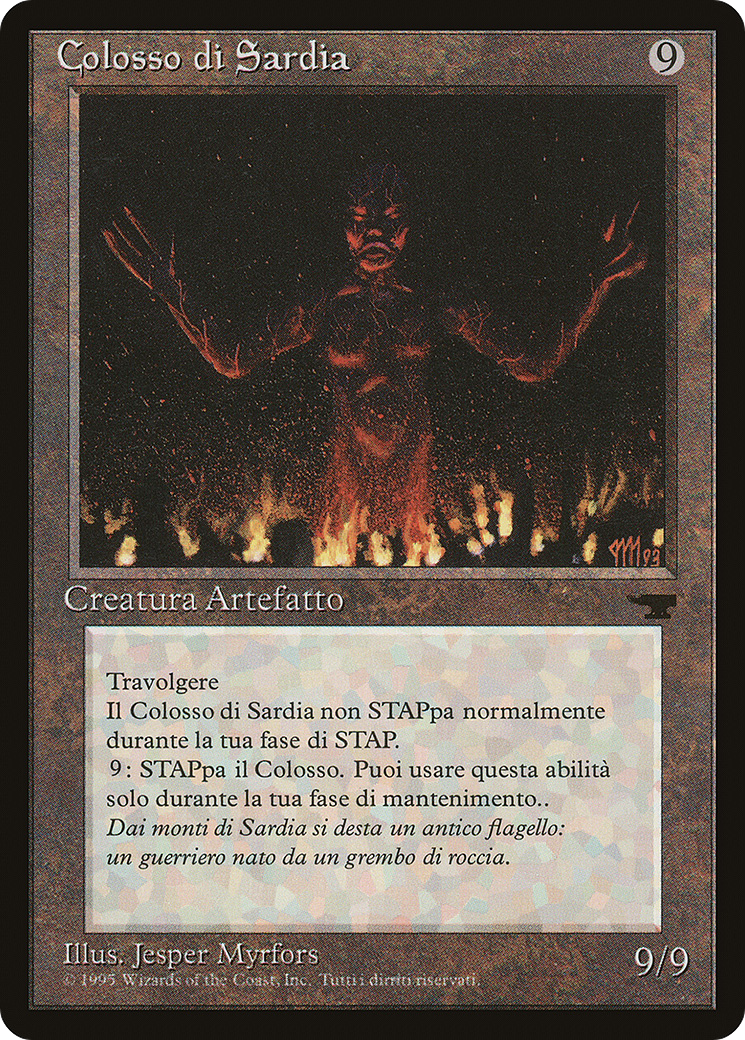 Colosso di Sardia
9
JM 93
Creatura Artefatto
Travolgere
Il Colosso di Sardia non STAPpa normalmente
durante la tua fase di STAP.
9: STAPpa il Colosso. Puoi usare questa abilità
solo durante la tua fase di mantenimento..
Dai monti di Sardia si desta un antico flagello:
un guerriero nato da un grembo di roccia.
Illus. Jesper Myrfors
9/9
© 1995 Wizards of the Coast, Inc. Tutti i dirriti riservati.